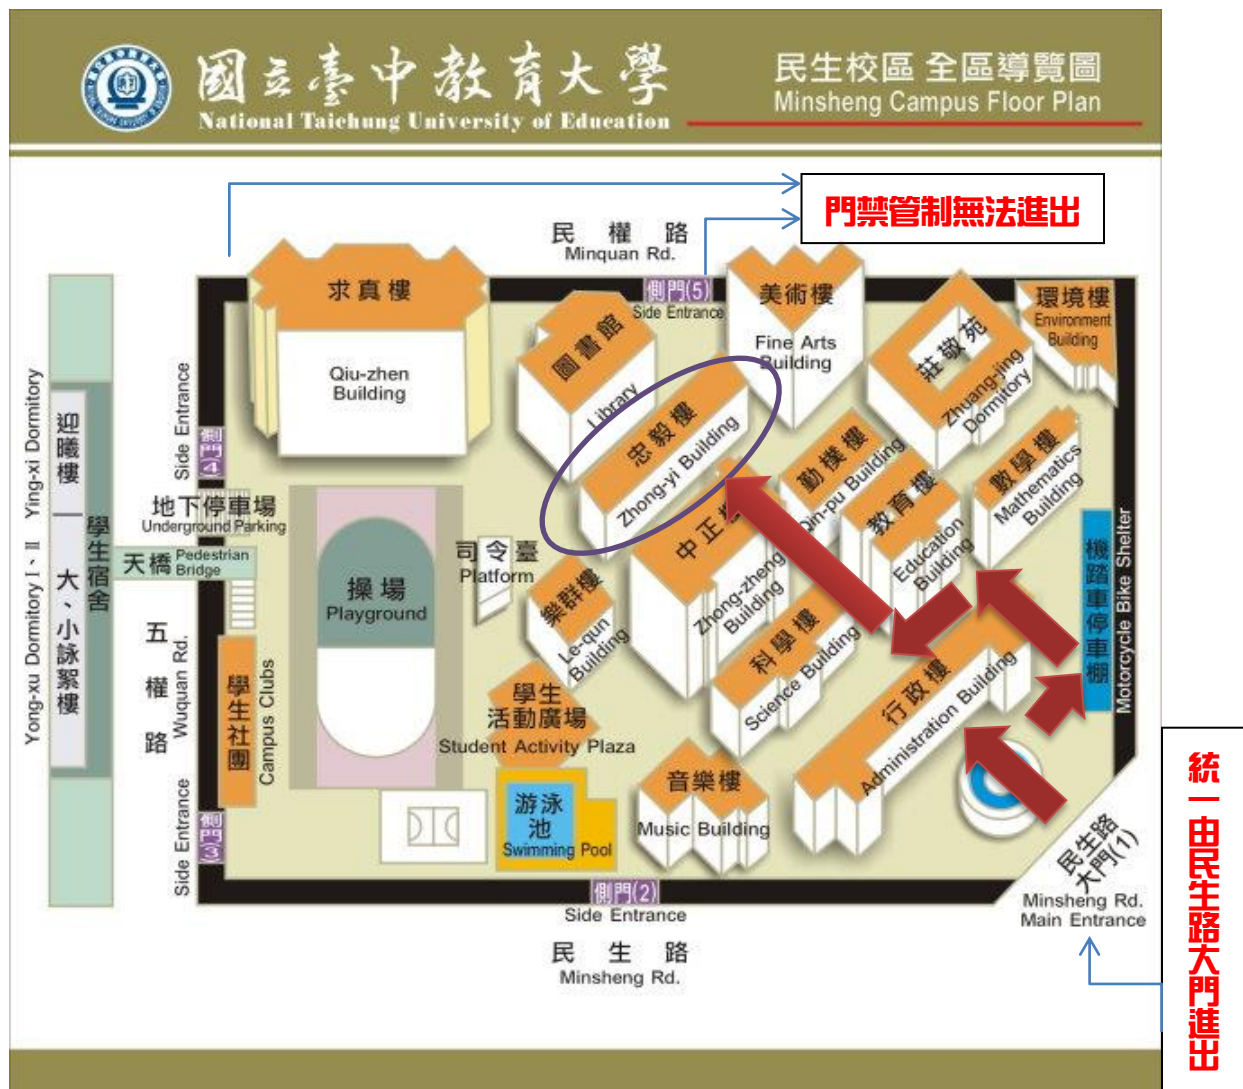 國立臺中教育大學
National Taichung University of Education
民生校區 全區導覽圖
Minsheng Campus Floor Plan
門禁管制無法進出
民權路
Minquan Rd.
側門(5)
Side Entrance
求真樓
Qiu-zhen
Building
圖書館
Library
美術樓
Fine Arts
Building
莊敬苑
Zhuang-jing
Dormitory
環境樓
Environment
Building
忠毅樓
Zhong-yi Building
勤樸樓
Qin-pu Building
教育樓
Education
Building
數學樓
Mathematics
Building
中正樓
Zhong-zheng
Building
Side Entrance
側門(4)
地下停車場
Underground Parking
天橋
Pedestrian
Bridge
迎曦樓
Ying-xi Dormitory
大、小詠絮樓
Yong-xu Dormitory I、II
學生宿舍
操場
Playground
司令臺
Platform
樂群樓
Le-qun
Building
科學樓
Science Building
行政樓
Administration Building
機踏車停車棚
Motorcycle Bike Shelter
五權路
Wuquan Rd.
學生社團
Campus Clubs
學生
活動廣場
Student Activity Plaza
游泳
池
Swimming Pool
音樂樓
Music Building
Side Entrance
側門(3)
側門(2)
Side Entrance
民生路
Minsheng Rd.
民生路
大門(1)
Minsheng Rd.
Main Entrance
統一由民生路大門進出